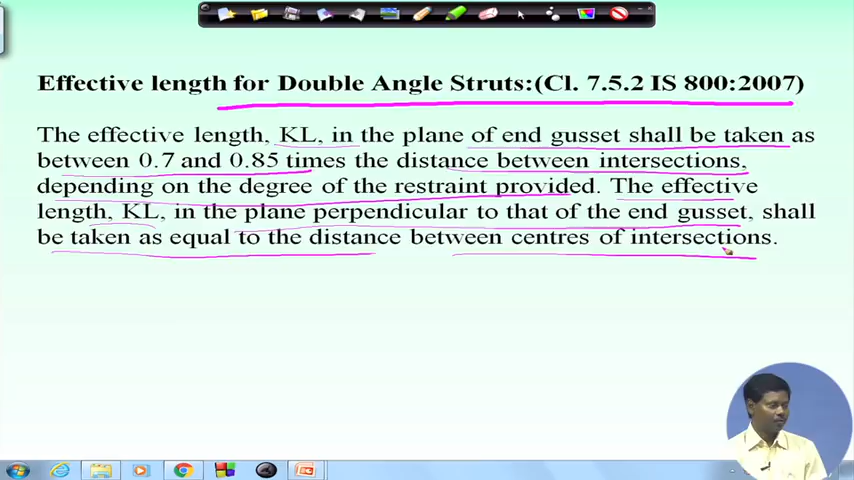 Effective length for Double Angle Struts:(Cl. 7.5.2 IS 800:2007)
The effective length, KL, in the plane of end gusset shall be taken as
between 0.7 and 0.85 times the distance between intersections,
depending on the degree of the restraint provided. The effective
length, KL, in the plane perpendicular to that of the end gusset, shall
be taken as equal to the distance between centres of intersections.